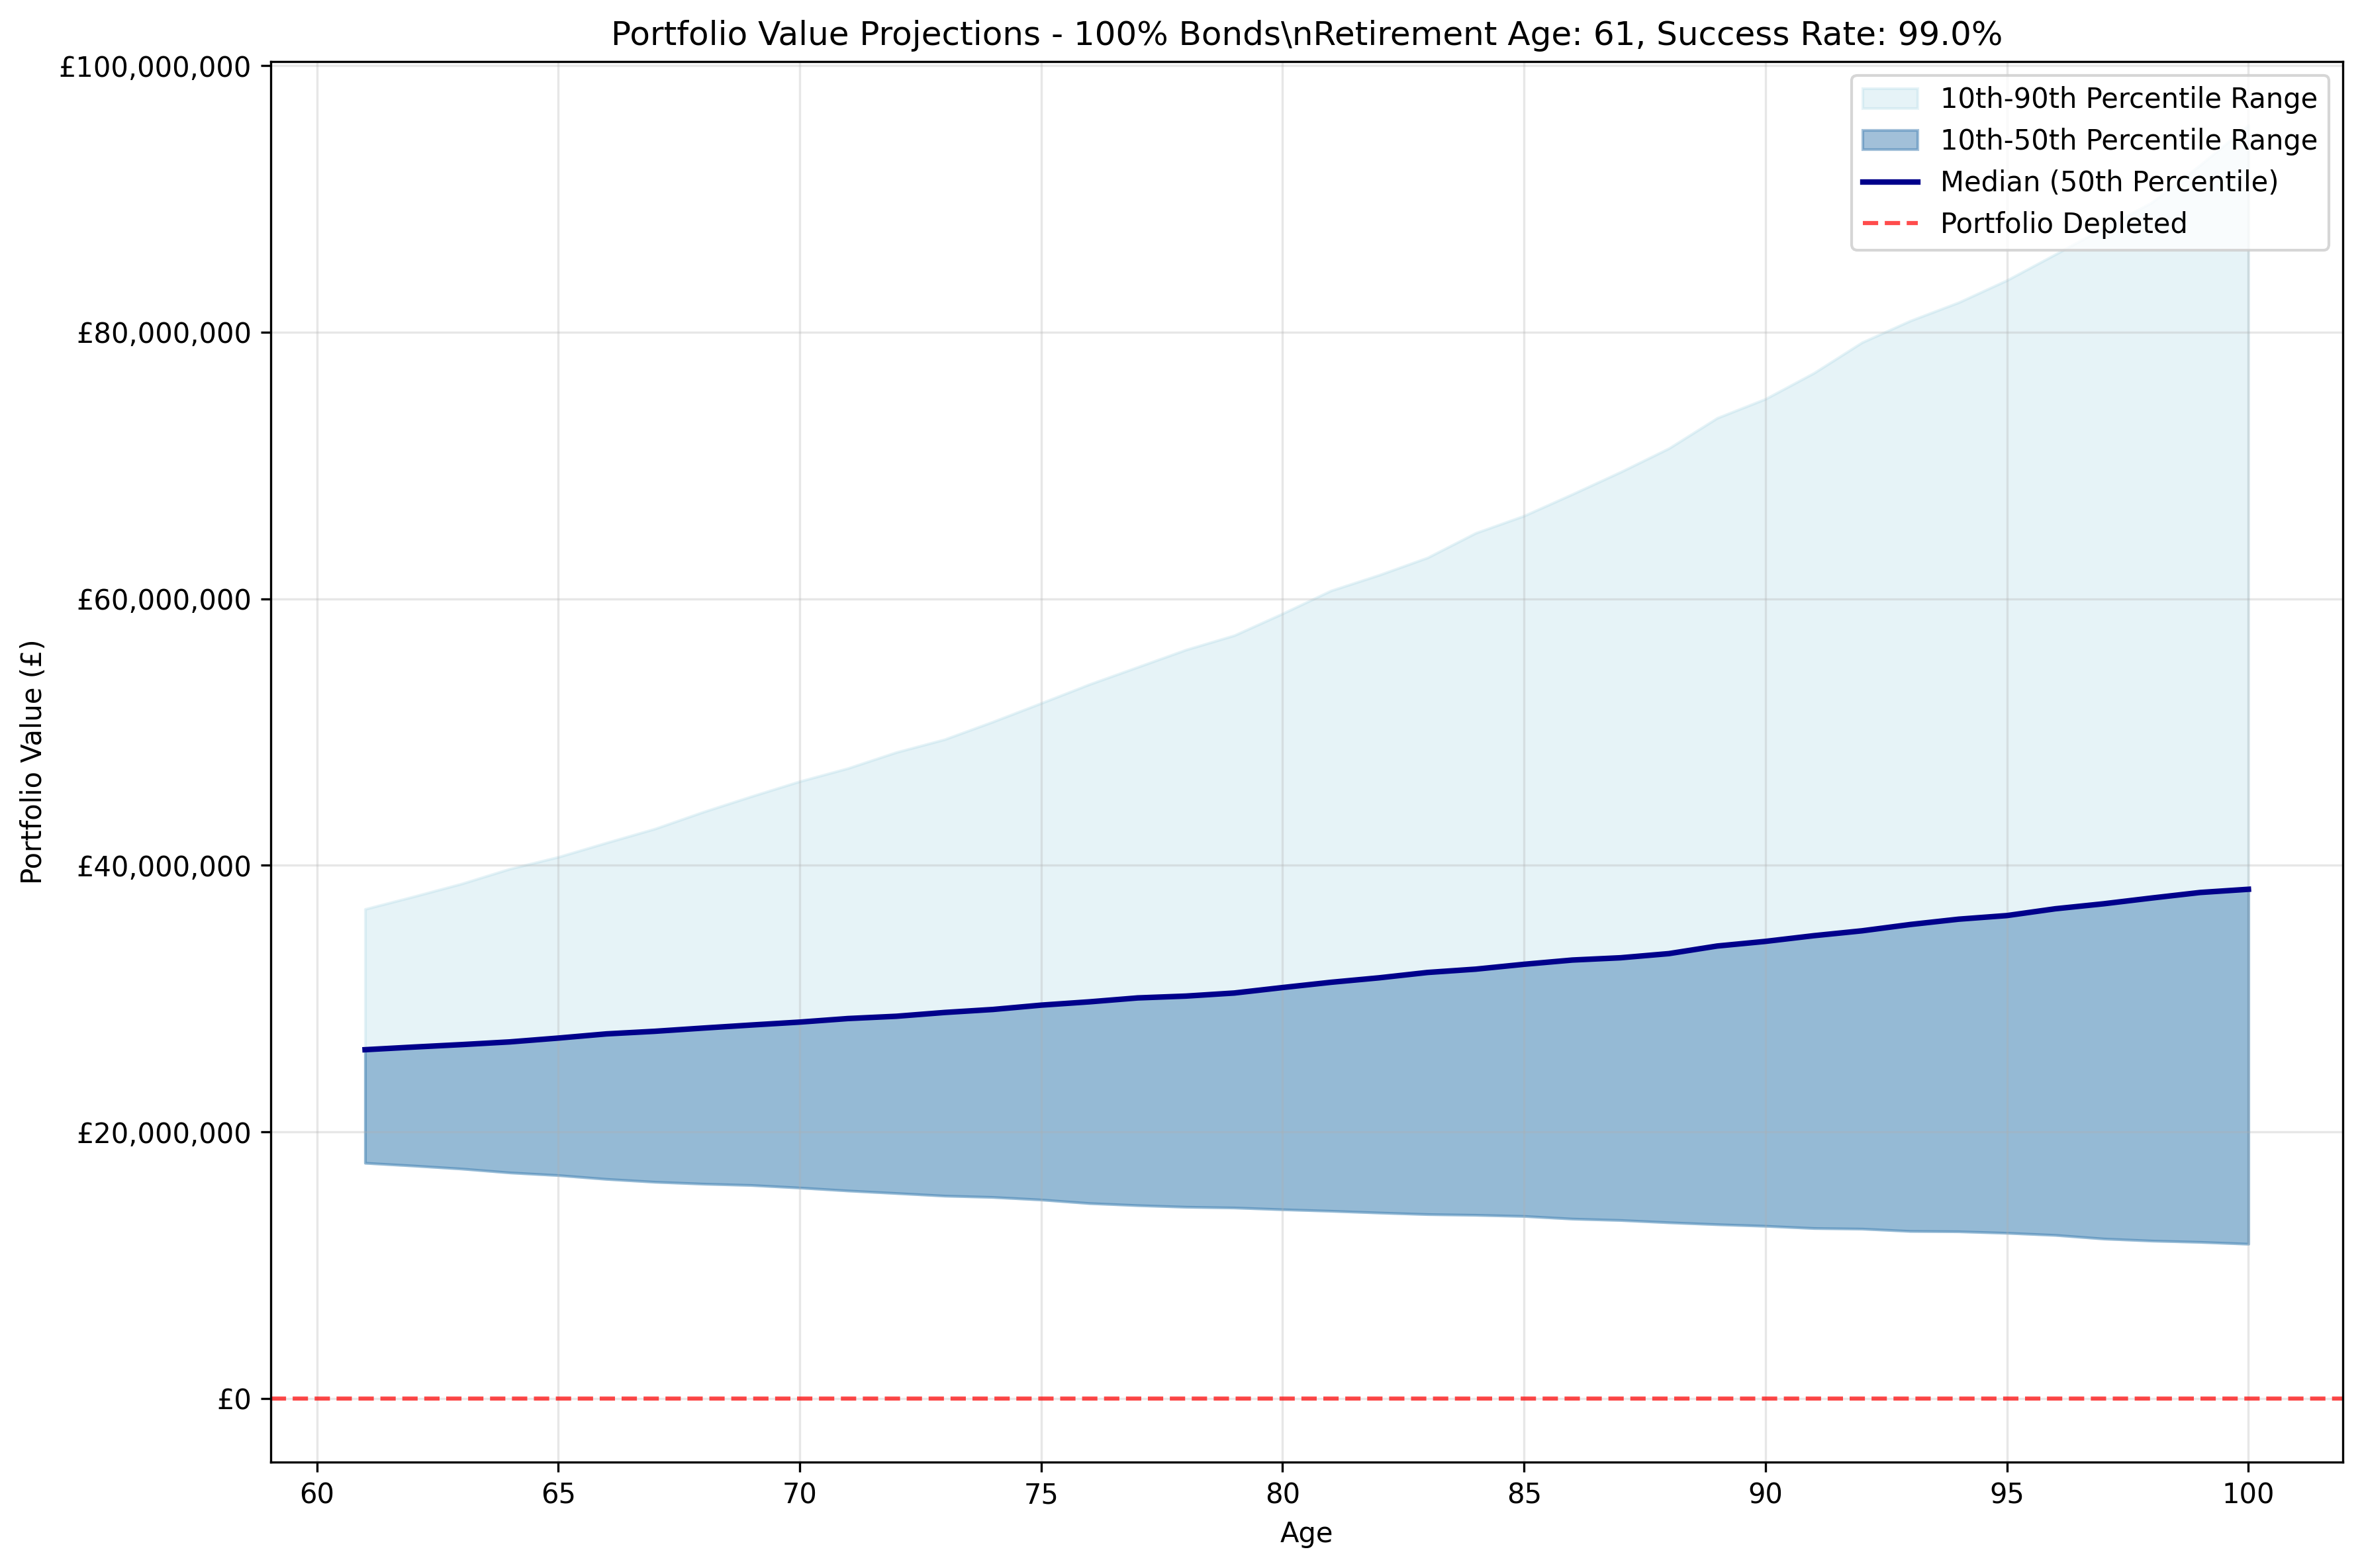 Portfolio Value Projections - 100% Bonds\nRetirement Age: 61, Success Rate: 99.0%
£100,000,000
£80,000,000
£60,000,000
£40,000,000
£20,000,000
£0
Portfolio Value (£)
10th-90th Percentile Range
10th-50th Percentile Range
Median (50th Percentile)
Portfolio Depleted
60 65 70 75 80 85 90 95 100
Age